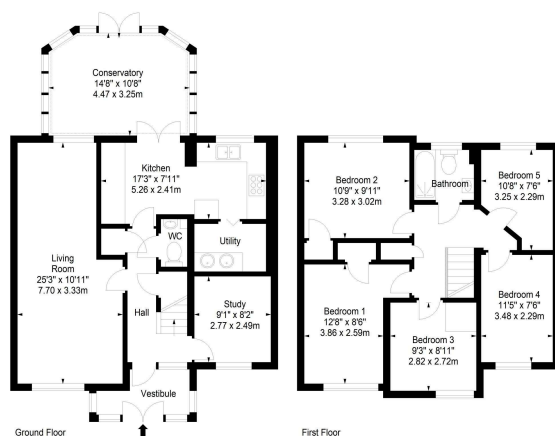 Conservatory
14'8" x 10'8"
4.47 x 3.25m
Kitchen
17'3" x 7'11"
5.26 x 2.41m
WC
Utility
Living
Room
25'3" x 10'11"
7.70 x 3.33m
Hall
Study
9'1" x 8'2"
2.77 x 2.49m
Vestibule
Ground Floor
Bedroom 2
10'9" x 9'11"
3.28 x 3.02m
Bathroom
Bedroom 5
10'8" x 7'6"
3.25 x 2.29m
Bedroom 1
12'8" x 8'6"
3.86 x 2.59m
Bedroom 4
11'5" x 7'6"
3.48 x 2.29m
Bedroom 3
9'3" x 8'11"
2.82 x 2.72m
First Floor